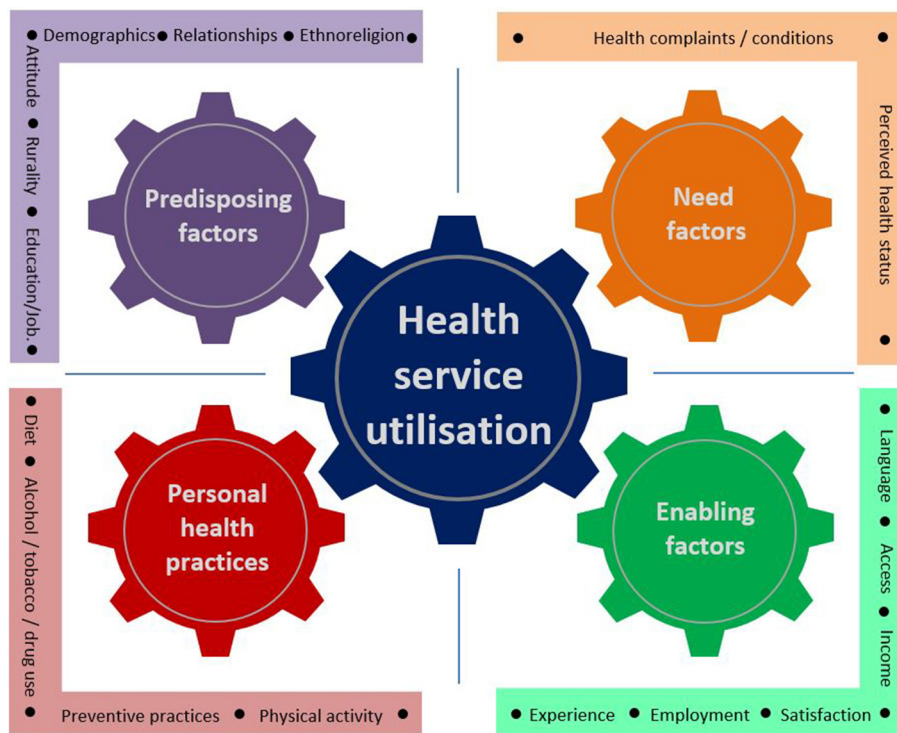 ● Demographics ● Relationships ● Ethnoreligion ●
Attitude ● Rurality ● Education/Job. ●
Predisposing
factors
● Health complaints / conditions ●
Perceived health status ●
Need
factors
Health
service
utilisation
● Diet ● Alcohol / tobacco / drug use ●
Preventive practices ● Physical activity ●
Personal
health
practices
● Language ● Access ● Income ●
● Experience ● Employment ● Satisfaction
Enabling
factors